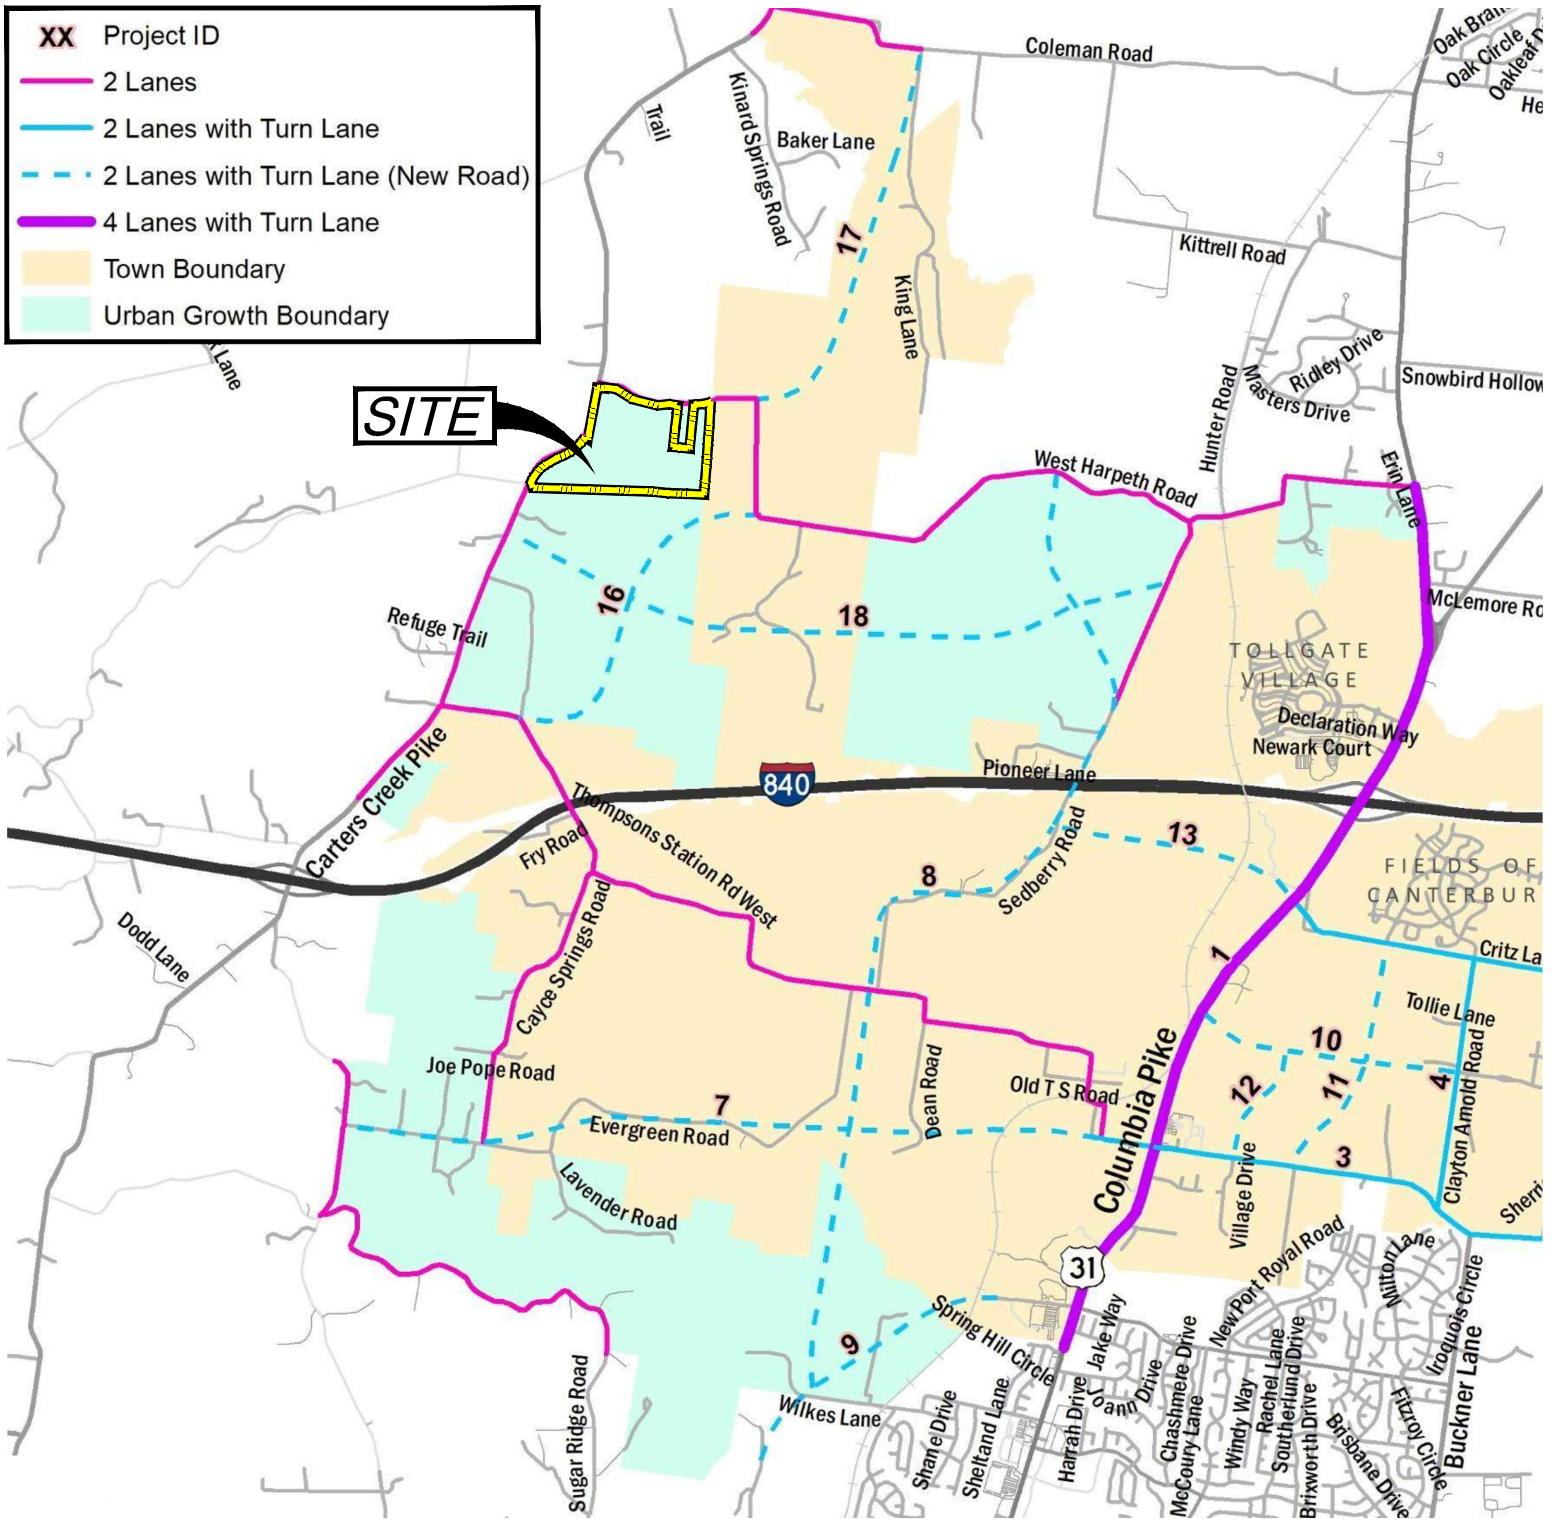 XX Project ID
2 Lanes
2 Lanes with Turn Lane
2 Lanes with Turn Lane (New Road)
4 Lanes with Turn Lane
Town Boundary
Urban Growth Boundary
Oak Circle
Coleman Road
Trail
Kinard Springs Road
Baker Lane
17
Kittrell Road
King Lane
Lane
SITE
Ridley Drive
Masters Drive
Snowbird Hollow
Hunter Road
Erin Lane
West Harpeth Road
16
18
McLemore
Refuge Trail
TOLLGATE
VILLAGE
Declaration Way
Newark Court
Carters Creek Pike
Pioneer Lane
840
Thompsons Station Rd West
Fry Road
Sedberry Road
13
8
FIELDS OF
Dodd Lane
Cayce Springs Road
1
Critz
Tollie Lane
10
Joe Pope Road
Dean Road
Old T S Road
Columbia Pike
12
11
4
Clayton Arnold Road
7
Evergreen Road
3
Lavender Road
Village Drive
New Port Royal Road
Milton Lane
31
Iroquois Circle
Buckner Lane
9
Spring Hill Circle
Jake Way
Joann Drive
Chashmere Drive
McCoury Lane
Windy Way
Rachel Lane
Southerlund Drive
Brixworth Drive
Brisbane Drive
Fitzroy Circle
Wilkes Lane
Shane Drive
Sheltand Lane
Harrah Drive
Sugar Ridge Road